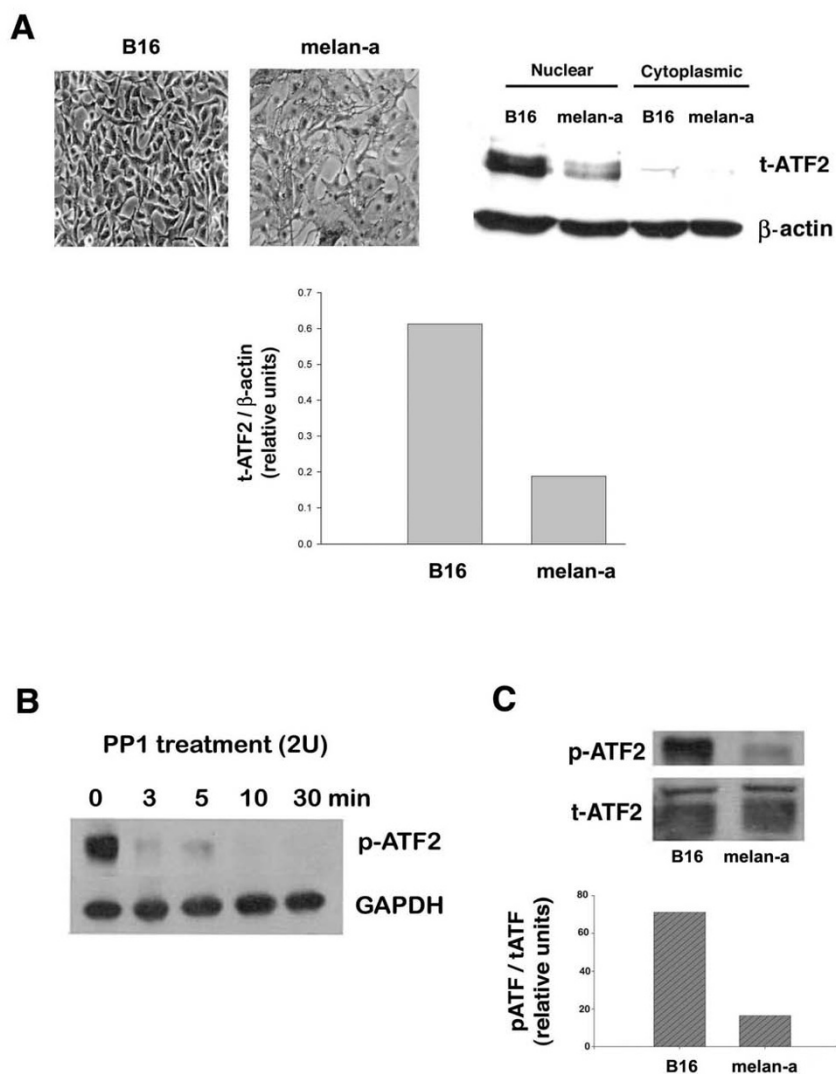 A
B16
melan-a
Nuclear
Cytoplasmic
B16 melan-a B16 melan-a
t-ATF2
β-actin
t-ATF2 / β-actin
(relative units)
0.7
0.6
0.5
0.4
0.3
0.2
0.1
0.0
B16
melan-a
B
PP1 treatment (2U)
0 3 5 10 30 min
p-ATF2
GAPDH
C
p-ATF2
t-ATF2
B16 melan-a
pATF / tATF
(relative units)
80
60
40
20
0
B16 melan-a